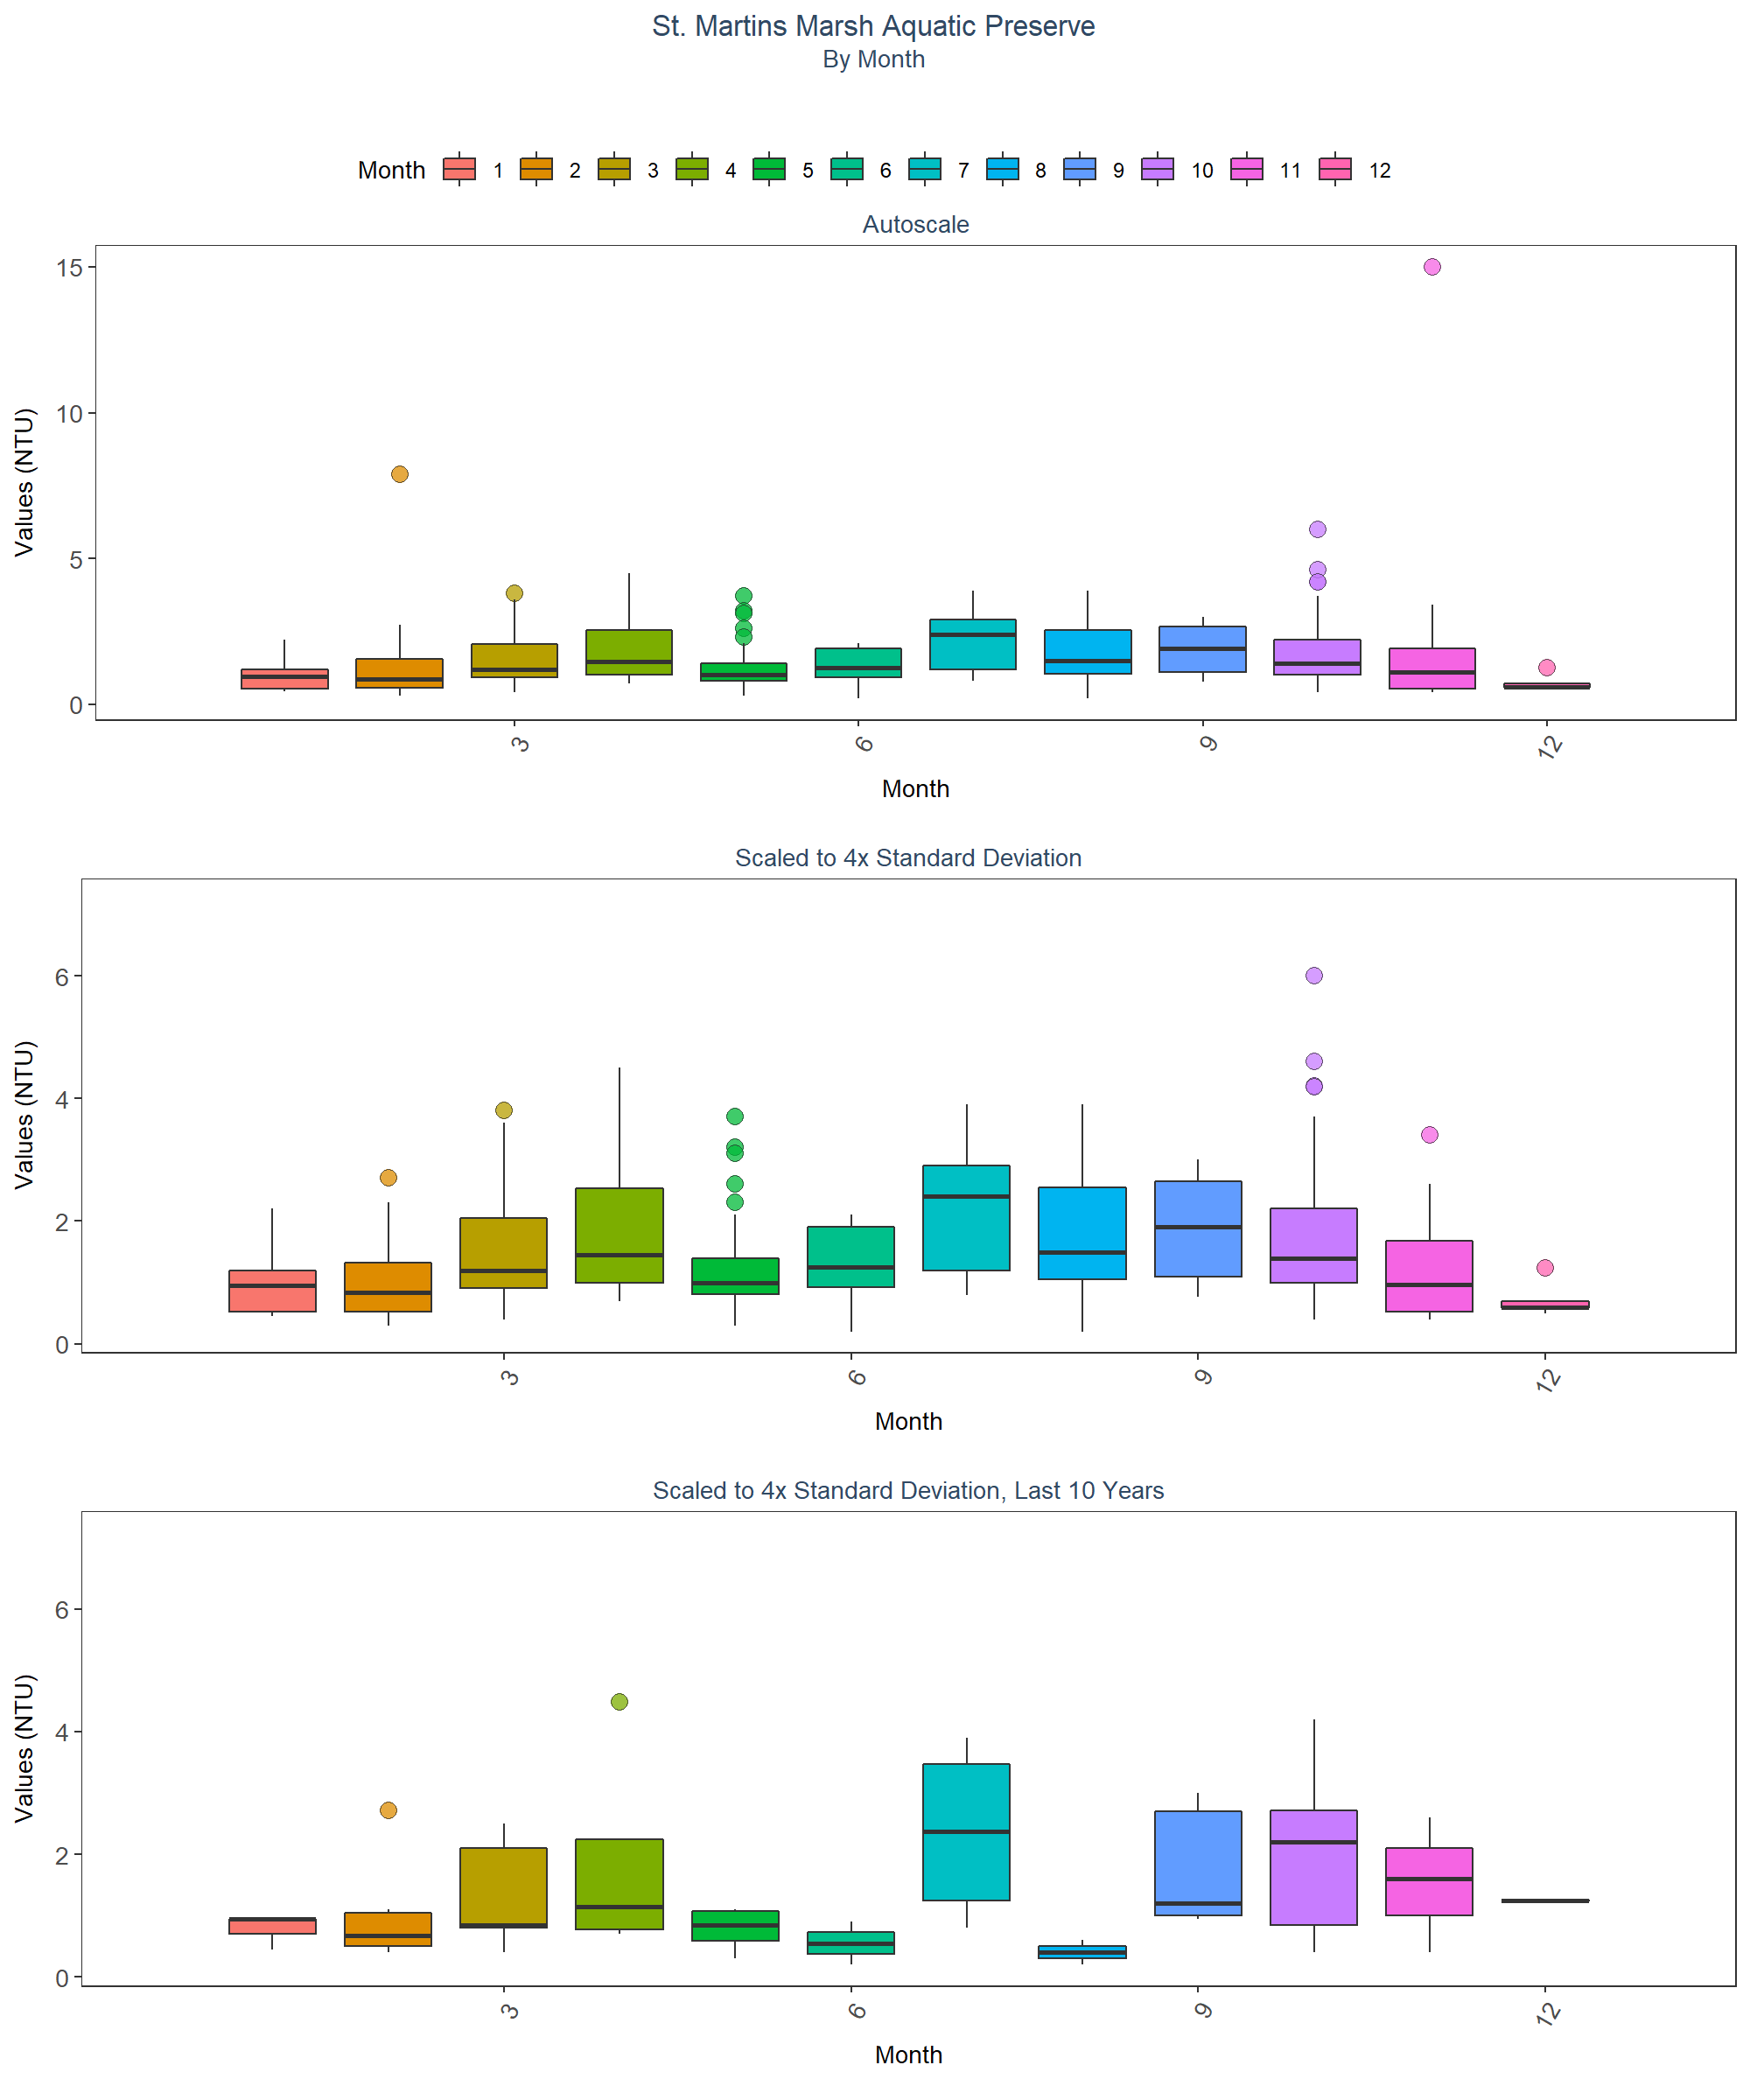 St. Martins Marsh Aquatic Preserve
By Month
Month 1 2 3 4 5 6 7 8 9 10 11 12
Autoscale
Values (NTU)
15
10
5
0
3 6 9 12
Month
Scaled to 4x Standard Deviation
Values (NTU)
6
4
2
0
3 6 9 12
Month
Scaled to 4x Standard Deviation, Last 10 Years
Values (NTU)
6
4
2
0
3 6 9 12
Month